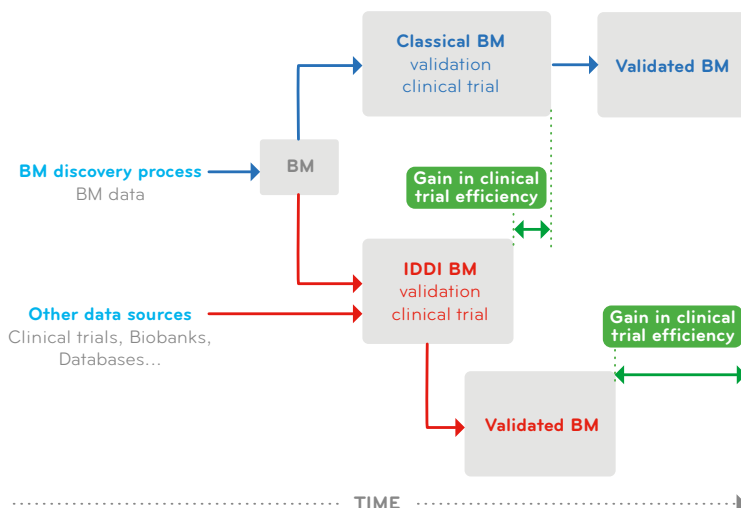 Classical BM
validation
clinical trial
Validated BM
BM discovery process
BM data
BM
Gain in clinical
trial efficiency
IDDI BM
validation
clinical trial
Other data sources
Clinical trials, Biobanks,
Databases...
Gain in clinical
trial efficiency
Validated BM
TIME